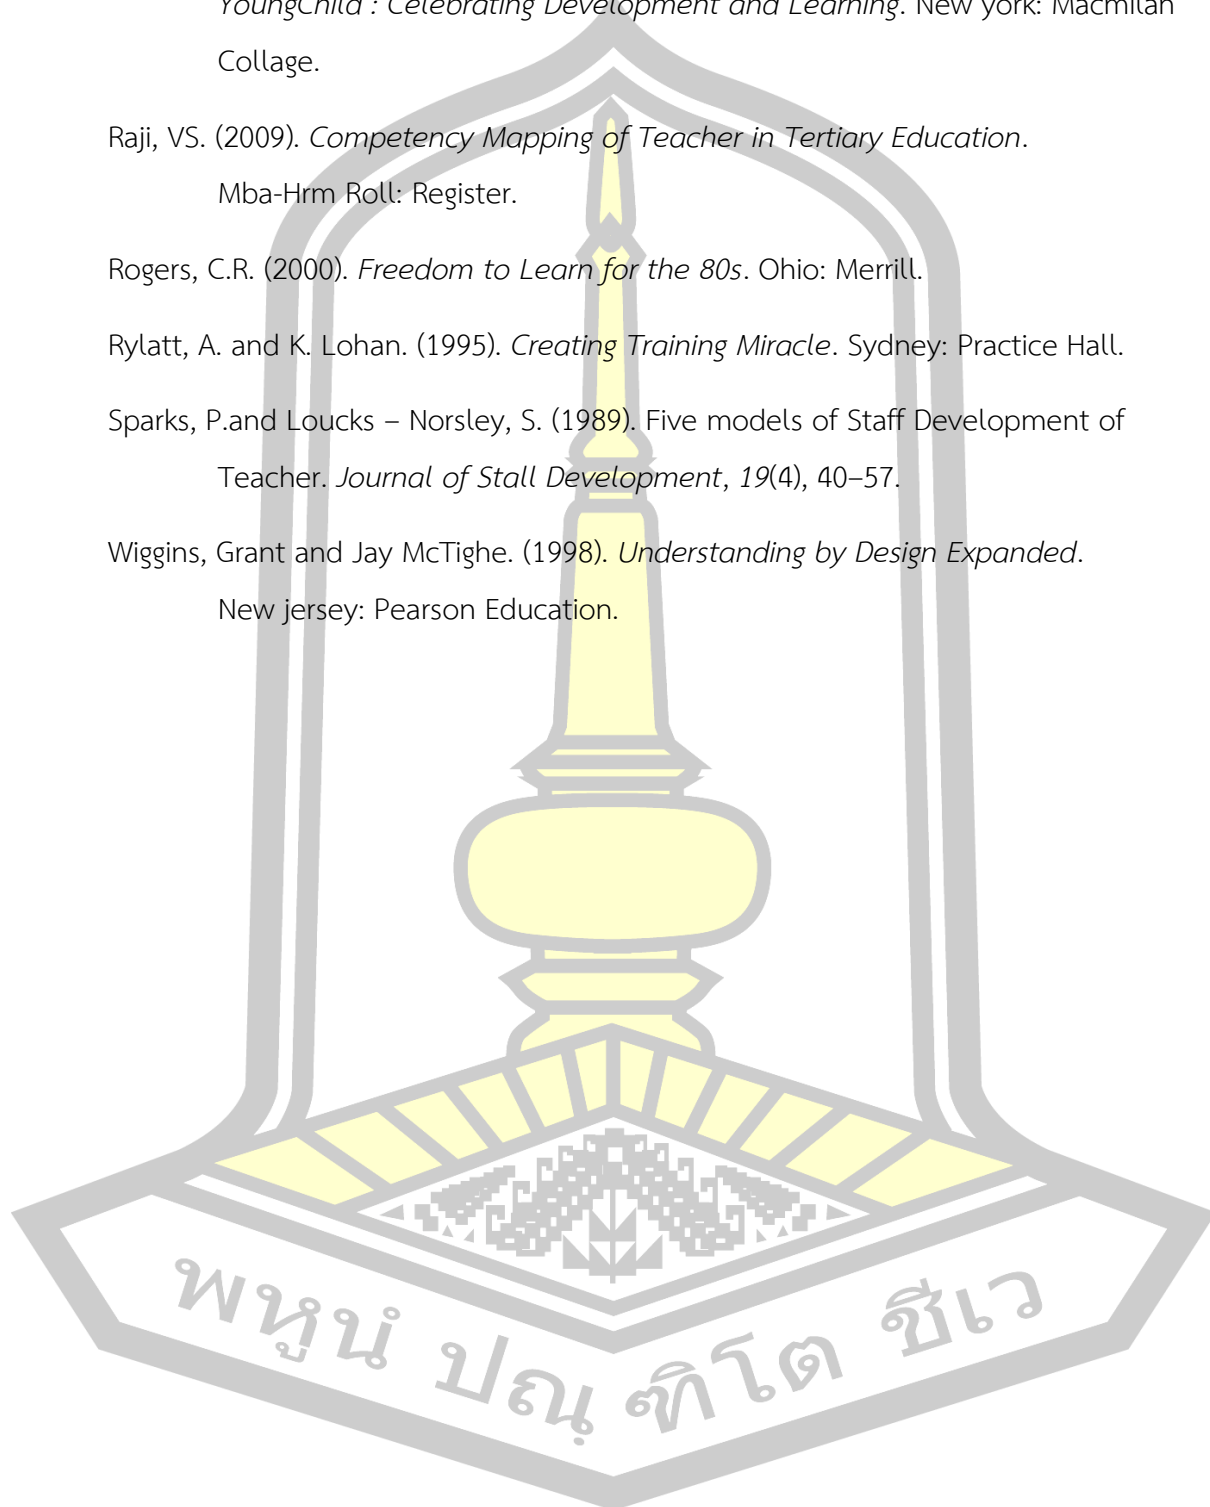 YoungChild : Celebrating Development and Learning. New york: Macmilan
Collage.
Raji, VS. (2009). Competency Mapping of Teacher in Tertiary Education.
Mba-Hrm Roll: Register.
Rogers, C.R. (2000). Freedom to Learn for the 80s. Ohio: Merrill.
Rylatt, A. and K. Lohan. (1995). Creating Training Miracle. Sydney: Practice Hall.
Sparks, P.and Loucks – Norsley, S. (1989). Five models of Staff Development of
Teacher. Journal of Stall Development, 19(4), 40–57.
Wiggins, Grant and Jay McTighe. (1998). Understanding by Design Expanded.
New jersey: Pearson Education.
พหูนํ ปณฺฑิโต ชีเว